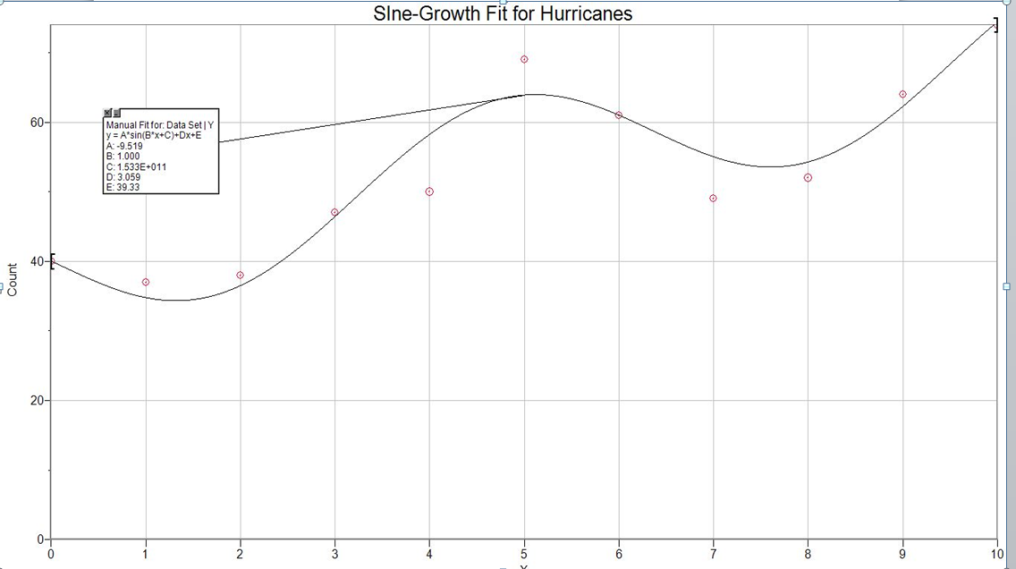 SIne-Growth Fit for Hurricanes
Manual Fit for: Data Set | Y
y = A*sin(B*x+C)+Dx+E
A: -9.519
B: 1.000
C: 1.533E+011
D: 3.059
E: 39.33
60
40
20
0
Count
0 1 2 3 4 5 6 7 8 9 10